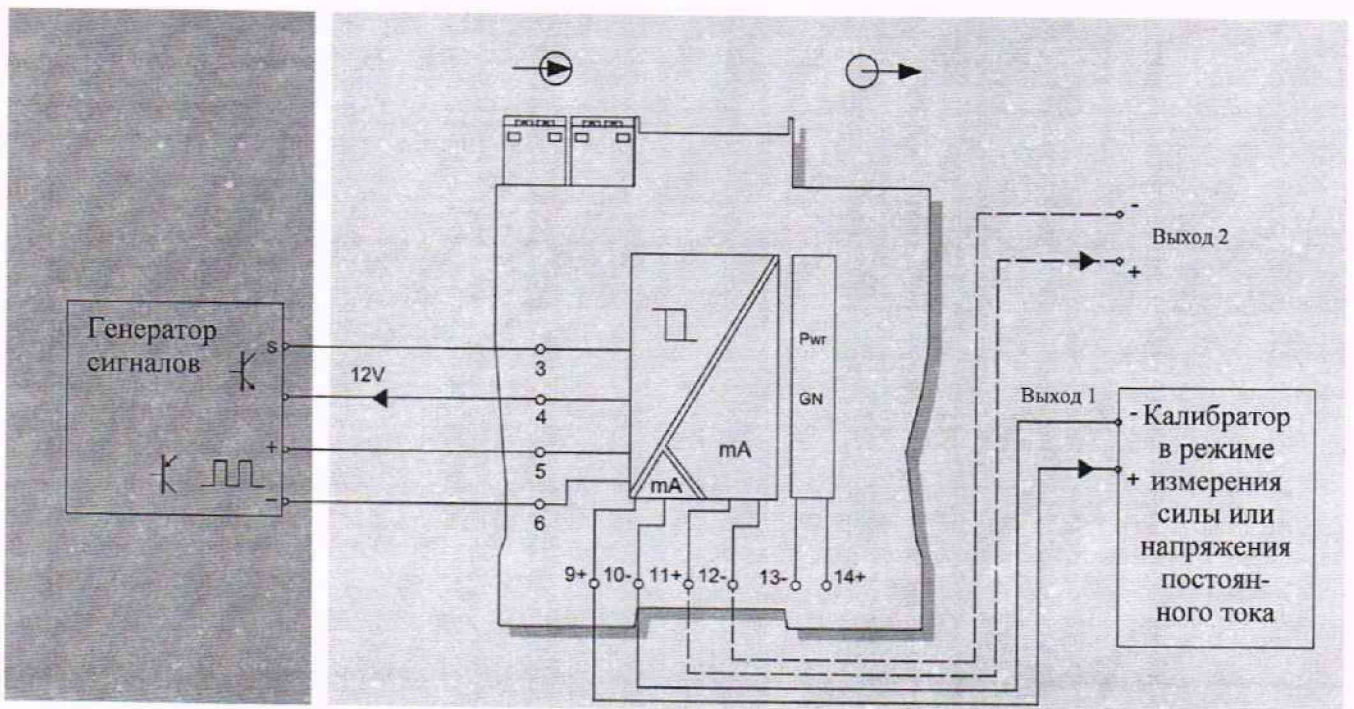 Генератор
сигналов
S
+
−
12V
3
4
5
6
mA
mA
Pwr
GN
9+
10-
11+
12-
13-
14+
-
Выход 2
+
Выход 1
-
+
Калибратор
в режиме
измерения
силы или
напряжения
постоян-
ного тока